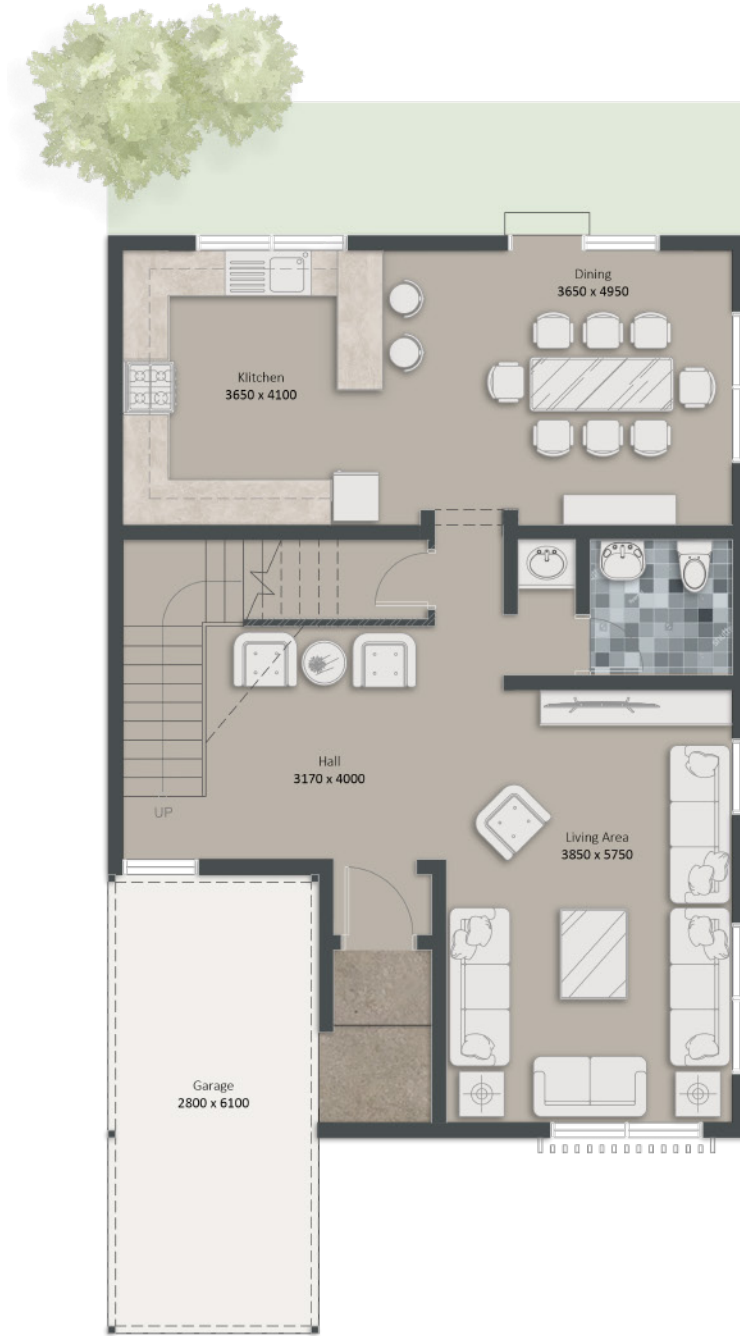 Dining
3650 x 4950
Klitchen
3650 x 4100
Hall
3170 x 4000
UP
Living Area
3850 x 5750
Garage
2800 x 6100